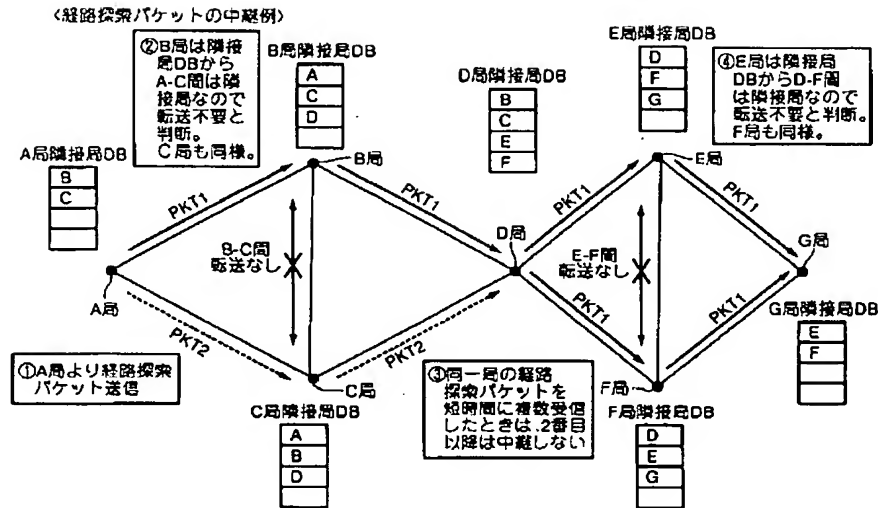 〈経路探索パケットの中継例〉
②B局は隣接
局DBから
A-C間は隣
接局なので
転送不要と
判断。
C局も同様。
B局隣接局DB
A
C
D
D局隣接局DB
B
C
E
F
E局隣接局DB
D
F
G
④E局は隣接局
DBからD-F間
は隣接局なので
転送不要と判断。
F局も同様。
A局隣接局DB
B
C
B局
E局
PKT1
PKT1
PKT1
PKT1
B-C間
転送なし
D局
E-F間
転送なし
G局
A局
PKT2
PKT2
PKT1
PKT1
G局隣接局DB
E
F
①A局より経路探索
パケット送信
C局
③同一局の経路
探索パケットを
短時間に複数受信
したときは、2番目
以降は中継しない
F局
C局隣接局DB
A
B
D
F局隣接局DB
D
E
G